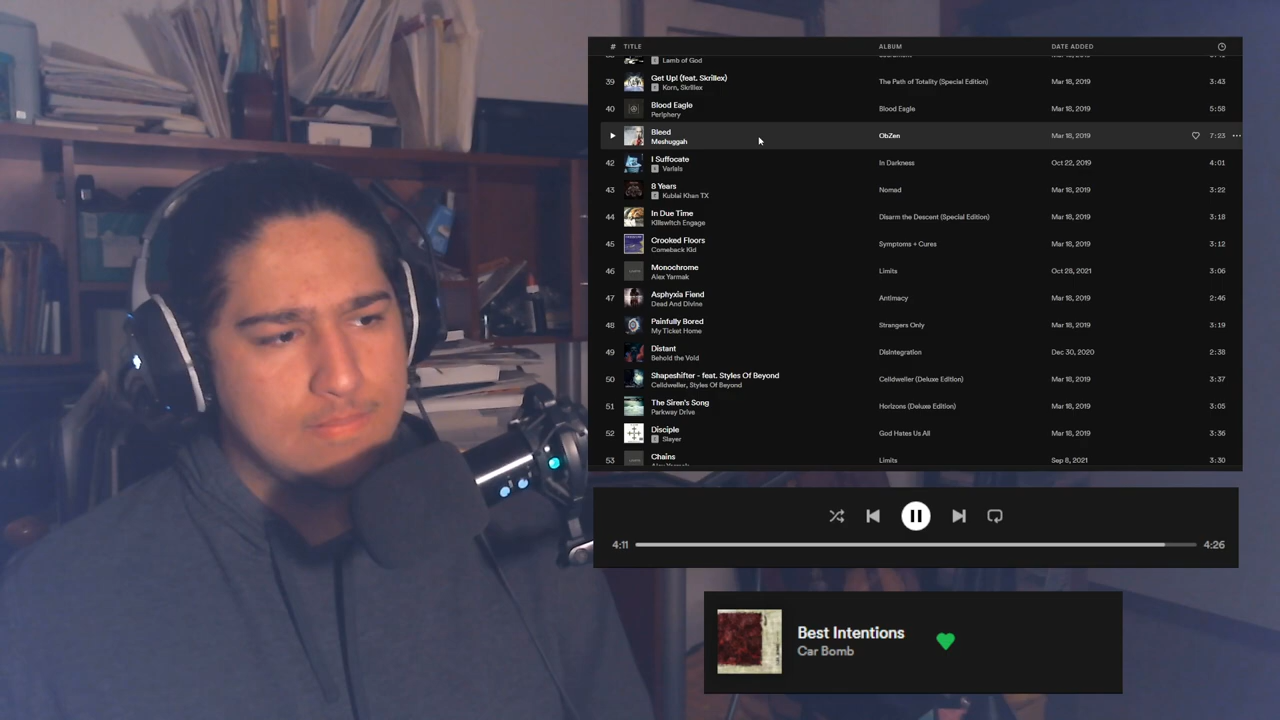 # TITLE ALBUM DATE ADDED
E Lamb of God
39 Get Up! (feat. Skrillex) The Path of Totality (Special Edition) Mar 18, 2019 3:43
E Korn, Skrillex
40 Blood Eagle Blood Eagle Mar 18, 2019 5:58
Periphery
Bleed ObZen Mar 18, 2019 7:23
Meshuggah
42 I Suffocate In Darkness Oct 22, 2019 4:01
E Varials
43 8 Years Nomad Mar 18, 2019 3:22
E Kublai Khan TX
44 In Due Time Disarm the Descent (Special Edition) Mar 18, 2019 3:18
Killswitch Engage
45 Crooked Floors Symptoms + Cures Mar 18, 2019 3:12
Comeback Kid
46 Monochrome Limits Oct 28, 2021 3:06
Alex Yarmak
47 Asphyxia Fiend Antimacy Mar 18, 2019 2:46
Dead And Divine
48 Painfully Bored Strangers Only Mar 18, 2019 3:19
My Ticket Home
49 Distant Disintegration Dec 30, 2020 2:38
Behold the Void
50 Shapeshifter - feat. Styles Of Beyond Celldweller (Deluxe Edition) Mar 18, 2019 3:37
Celldweller, Styles Of Beyond
51 The Siren's Song Horizons (Deluxe Edition) Mar 18, 2019 3:05
Parkway Drive
52 Disciple God Hates Us All Mar 18, 2019 3:36
E Slayer
53 Chains Limits Sep 8, 2021 3:30
Alex Yarmak
4:11 4:26
Best Intentions
Car Bomb